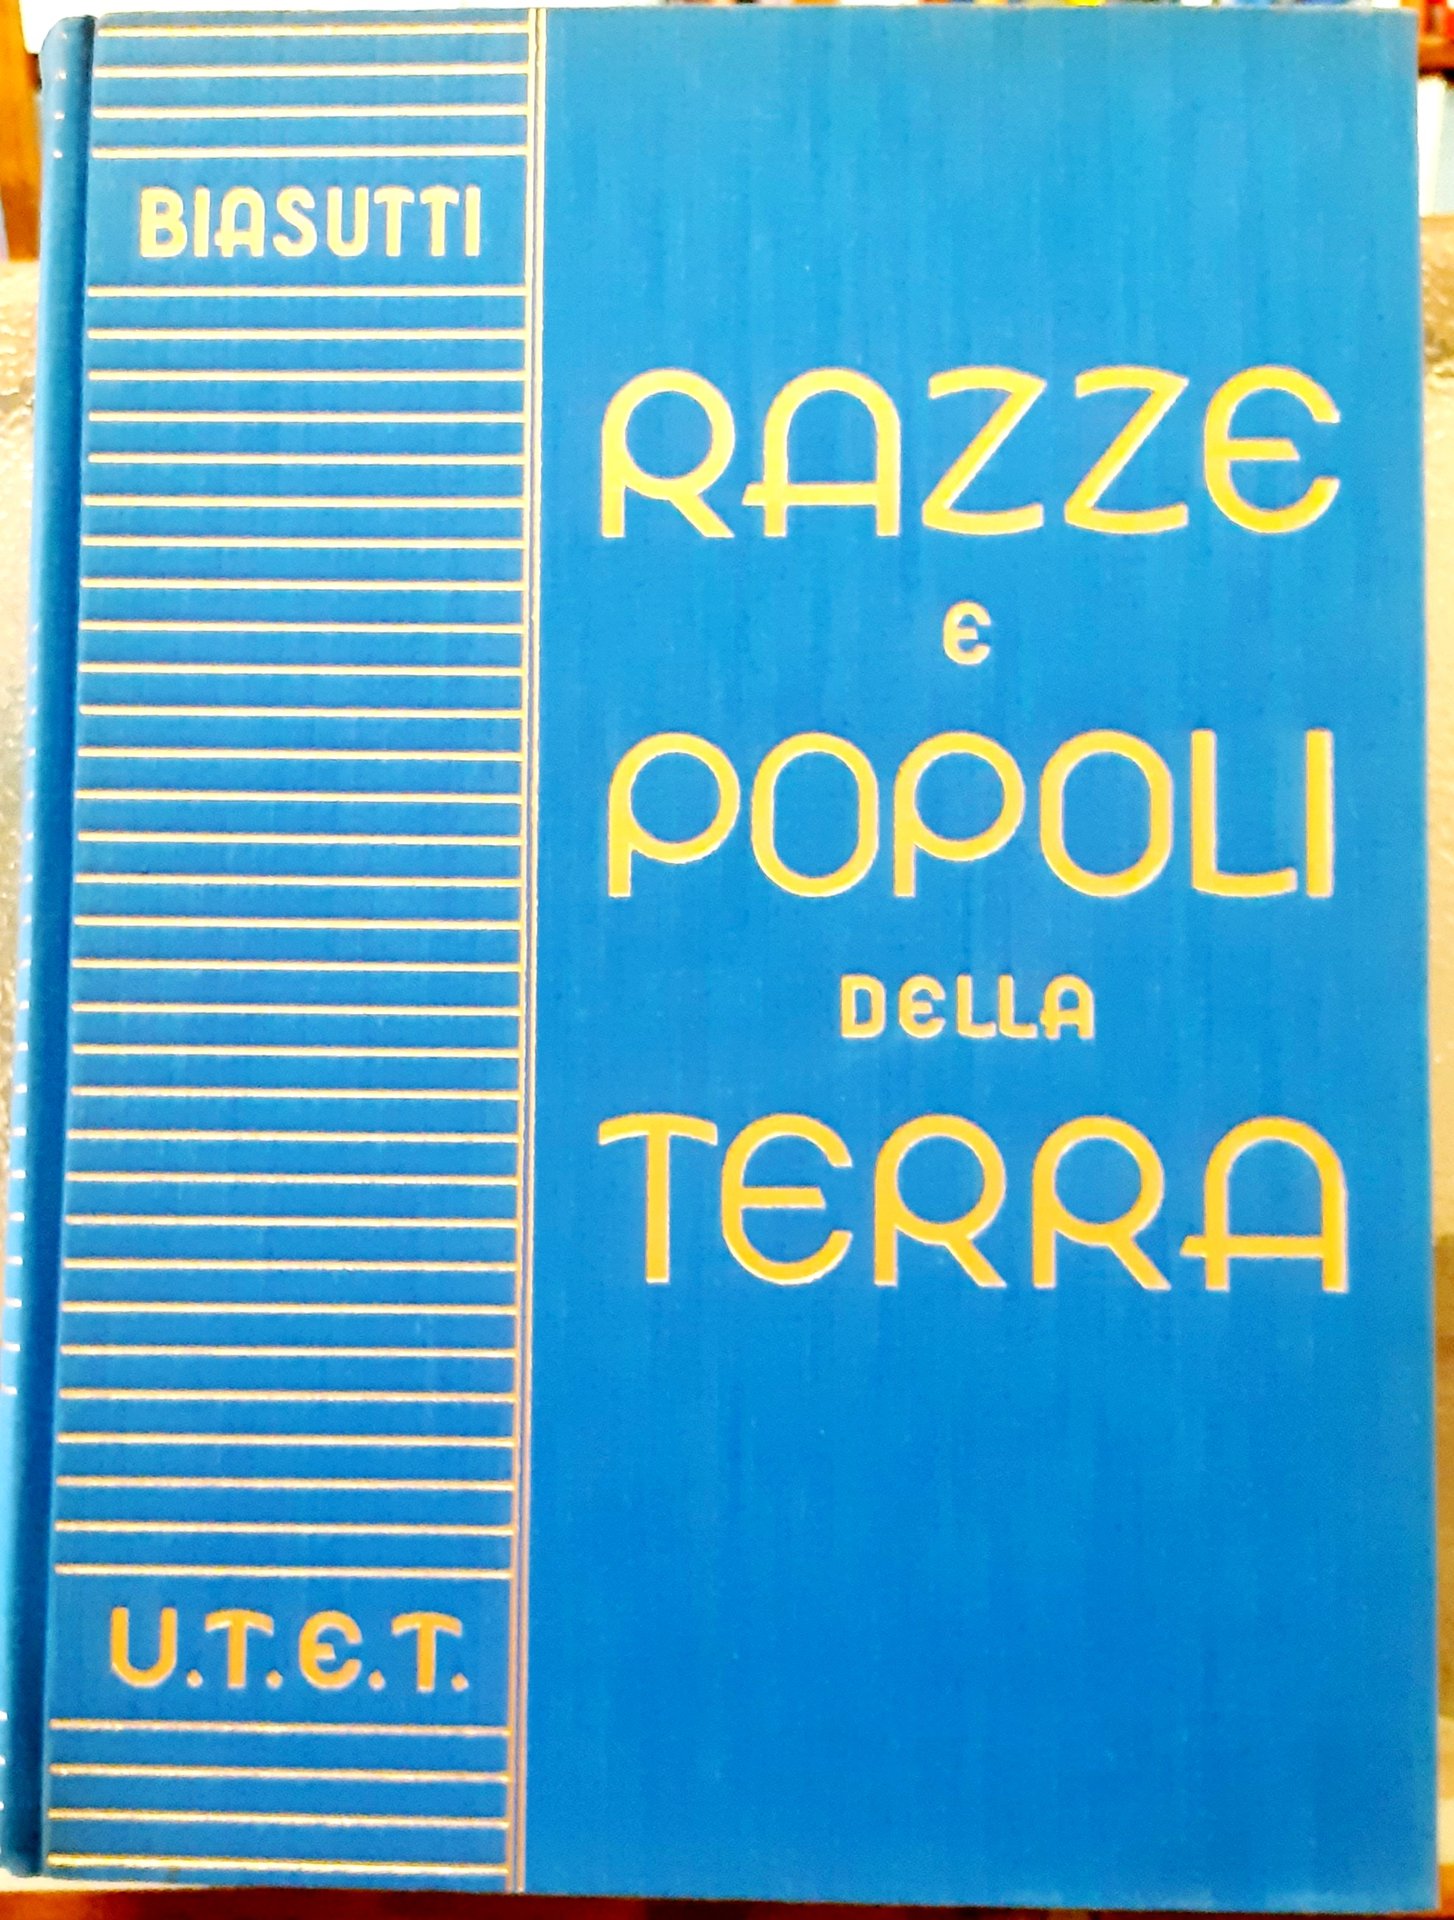 BIASUTTI
RAZZE
E
POPOLI
DELLA
TERRA
U.T.E.T.